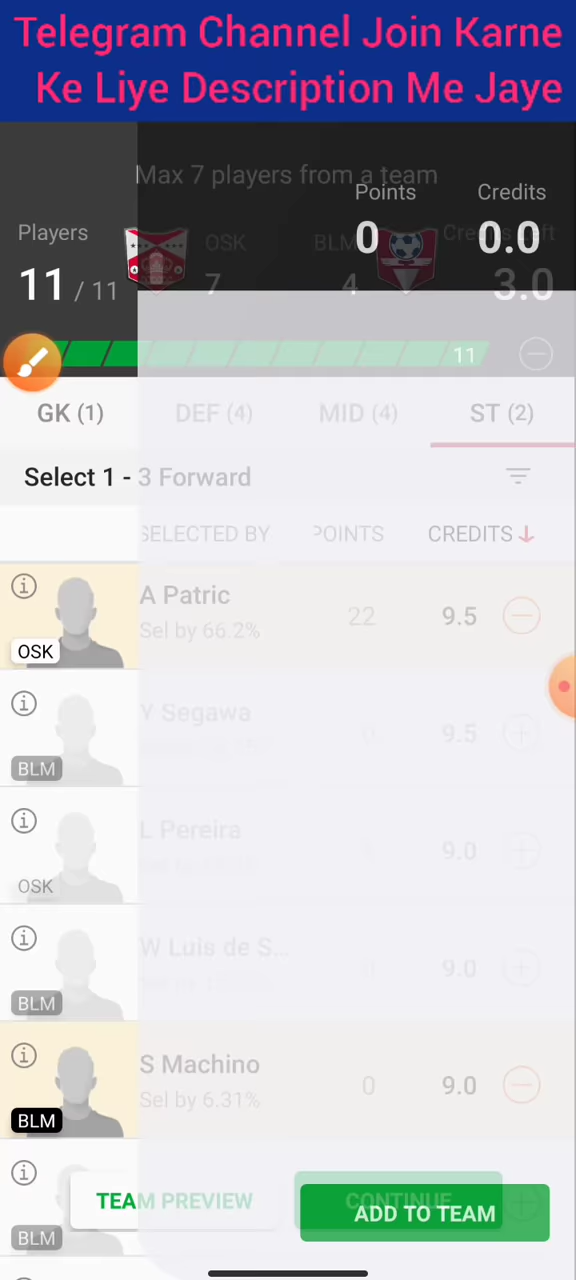 Telegram Channel Join Karne
Ke Liye Description Me Jaye
Max 7 players from a team
Points Credits
Players OSK BLM 0 0.0
11 / 11 7 4 3.0
11
GK (1) DEF (4) MID (4) ST (2)
Select 1 - 3 Forward
SELECTED BY POINTS CREDITS
A Patric
Sel by 66.2% 22 9.5
OSK
Y Segawa
9.5
BLM
L Pereira
9.0
OSK
W Luis de S...
9.0
BLM
S Machino
Sel by 6.31% 0 9.0
BLM
TEAM PREVIEW CONTINUE
ADD TO TEAM
BLM